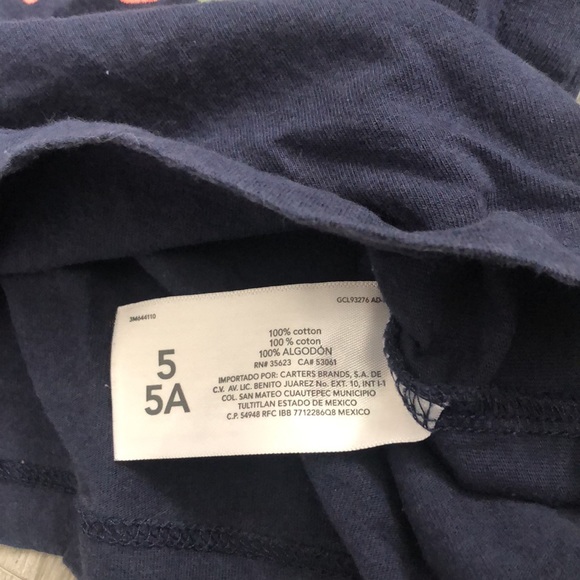 3M644110
GCL93276 AD-
100% cotton
100 % coton
100% ALGODÓN
RN# 35623 CA# 53061
5
5A
IMPORTADO POR: CARTERS BRANDS, S.A. DE
C.V. AV. LIC. BENITO JUAREZ No. EXT. 10, INT I-1
COL. SAN MATEO CUAUTEPEC MUNICIPIO
TULTITLAN ESTADO DE MEXICO
C.P. 54948 RFC IBB 7712286Q8 MEXICO